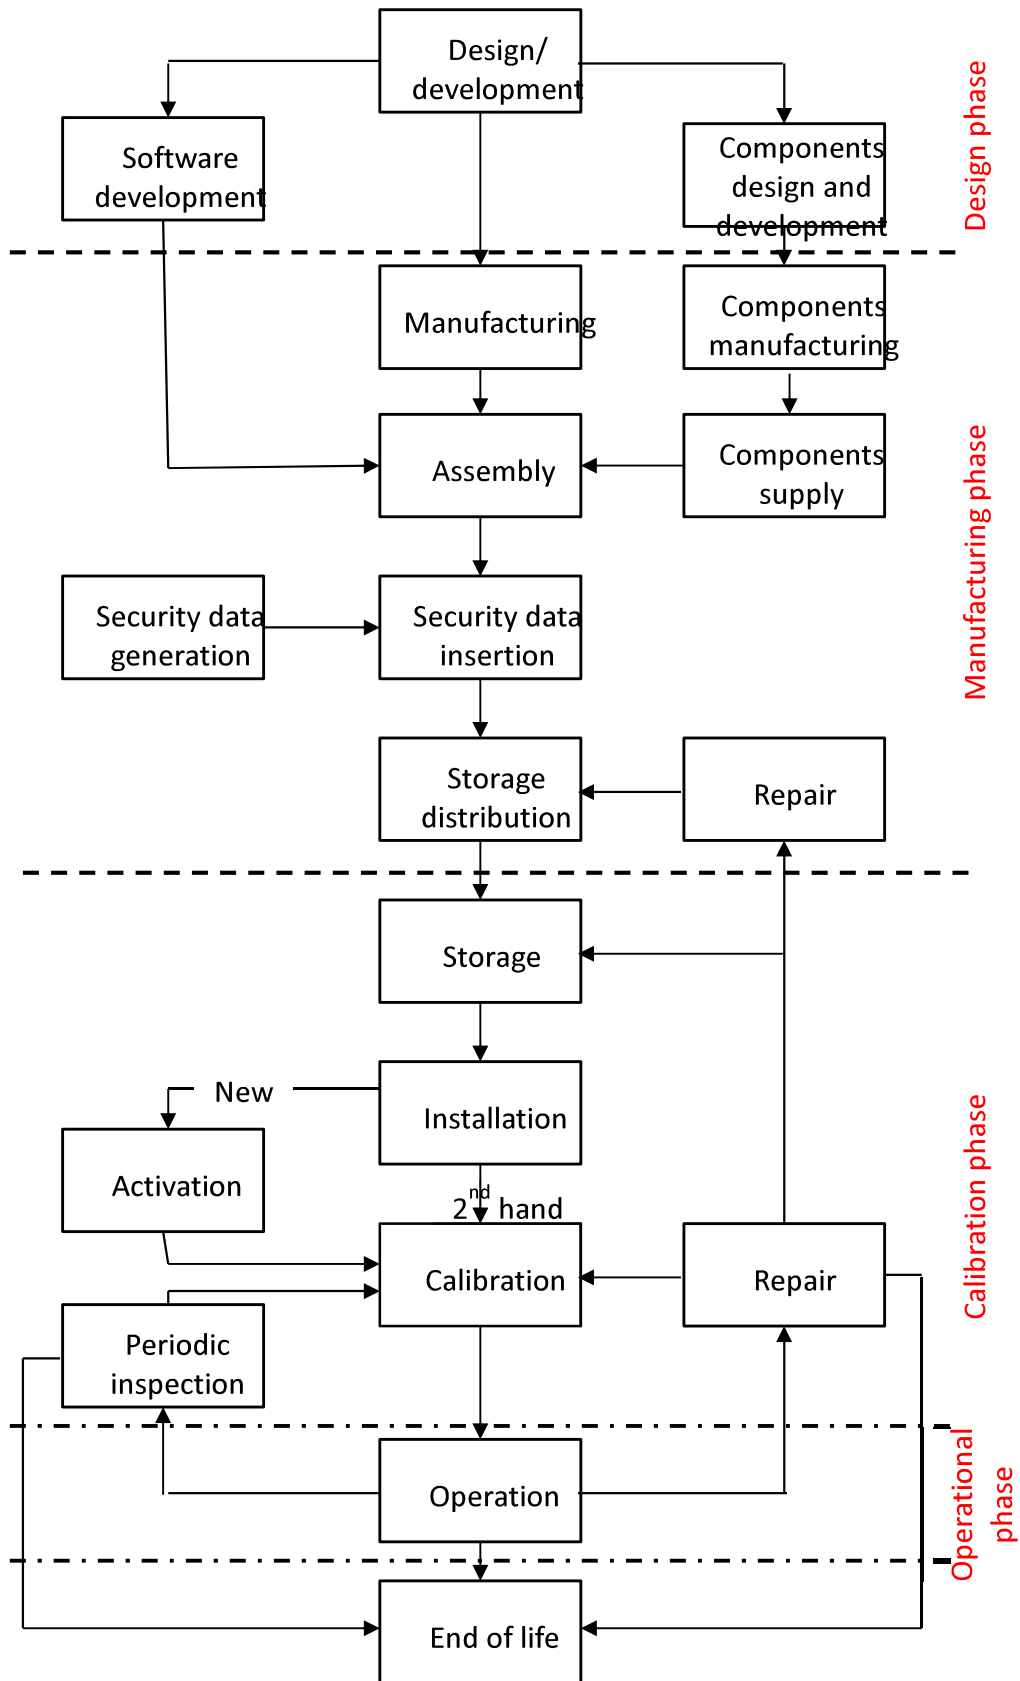 Design/
development
Software
development
Components
design and
development
Design phase
Manufacturing
Components
manufacturing
Assembly
Components
supply
Manufacturing phase
Security data
generation
Security data
insertion
Storage
distribution
Repair
Storage
New
Installation
Activation
2nd hand
Calibration
Repair
Calibration phase
Periodic
inspection
Operation
Operational
phase
End of life